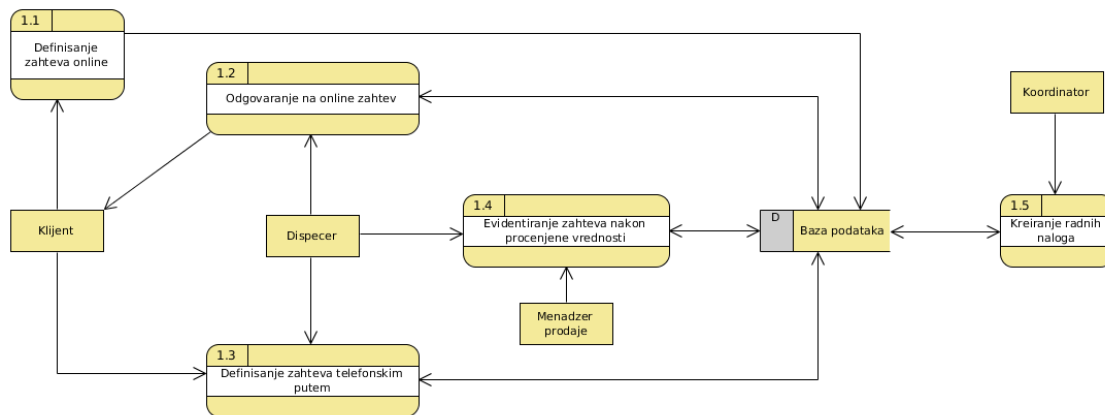 1.1
Definisanje
zahteva online
1.2
Odgovaranje na online zahtev
Koordinator
Klijent
Dispecer
1.4
Evidentiranje zahteva nakon
procenjene vrednosti
D
Baza podataka
1.5
Kreiranje radnih
naloga
Menadzer
prodaje
1.3
Definisanje zahteva telefonskim
putem